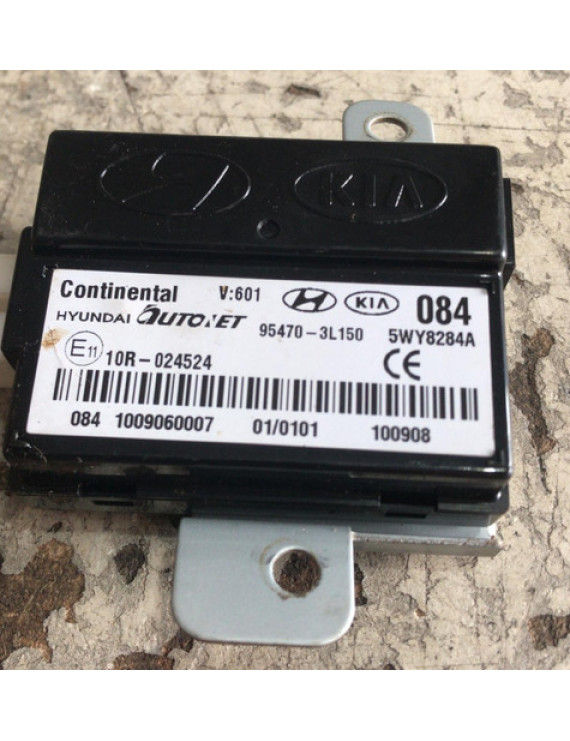 KIA
Continental V:601 KIA 084
HYUNDAI AUTONET 95470-3L150 5WY8284A
E11 10R-024524 CE
084 1009060007 01/0101 100908